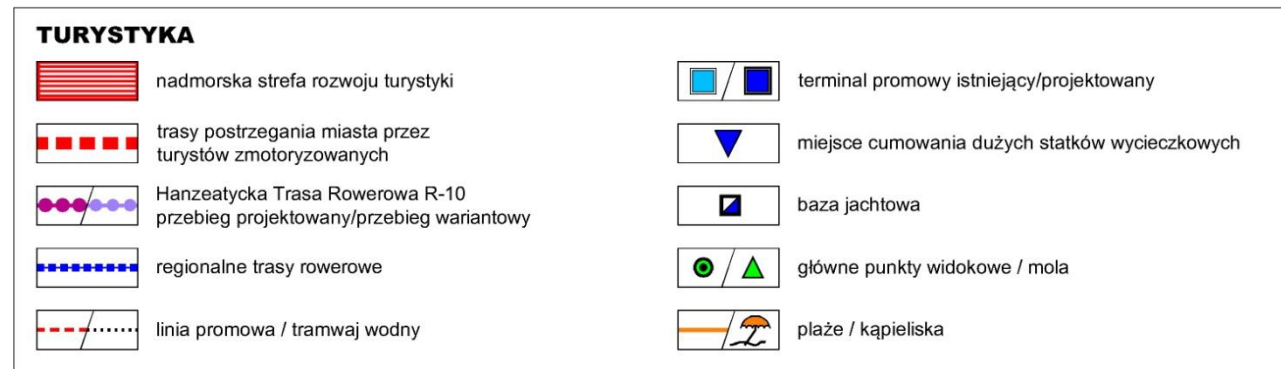 TURYSTYKA
nadmorska strefa rozwoju turystyki
trasy postrzegania miasta przez
turystów zmotoryzowanych
Hanzeatycka Trasa Rowerowa R-10
przebieg projektowany/przebieg wariantowy
regionalne trasy rowerowe
linia promowa / tramwaj wodny
terminal promowy istniejący/projektowany
miejsce cumowania dużych statków wycieczkowych
baza jachtowa
główne punkty widokowe / mola
plaże / kąpieliska